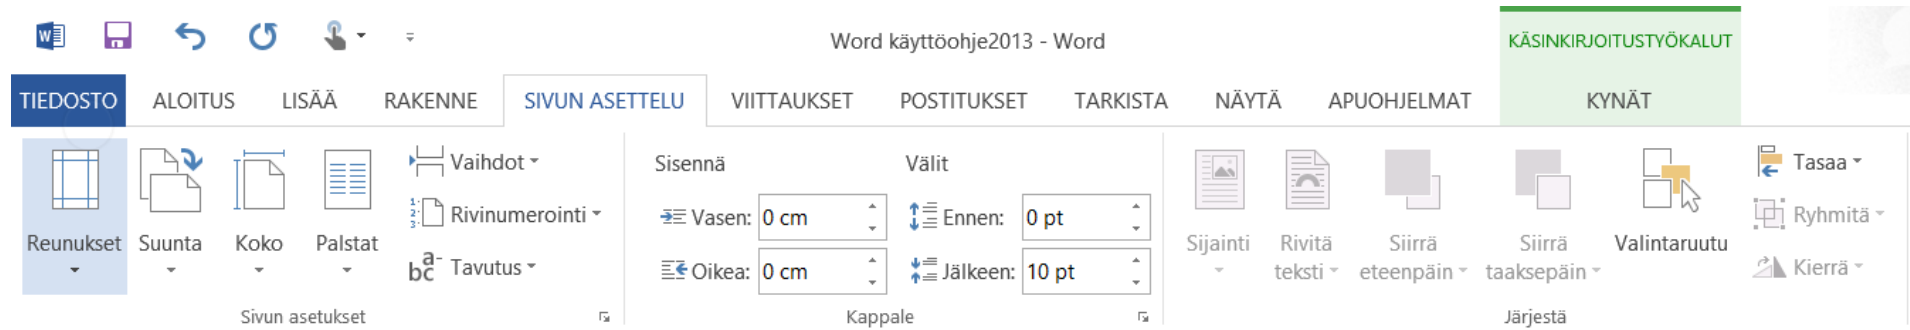 Word käyttöohje2013 - Word
KÄSINKIRJOITUSTYÖKALUT
TIEDOSTO ALOITUS LISÄÄ RAKENNE SIVUN ASETTELU VIITTAUKSET POSTITUKSET TARKISTA NÄYTÄ APUOHJELMAT KYNÄT
Reunukset
Suunta
Koko
Palstat
Vaihdot
Rivinumerointi
Tavutus
Sivun asetukset
Sisennä
Vasen: 0 cm
Oikea: 0 cm
Välit
Ennen: 0 pt
Jälkeen: 10 pt
Kappale
Sijainti
Rivitä
teksti
Siirrä
eteenpäin
Siirrä
taaksepäin
Valintaruutu
Tasaa
Ryhmitä
Kierrä
Järjestä